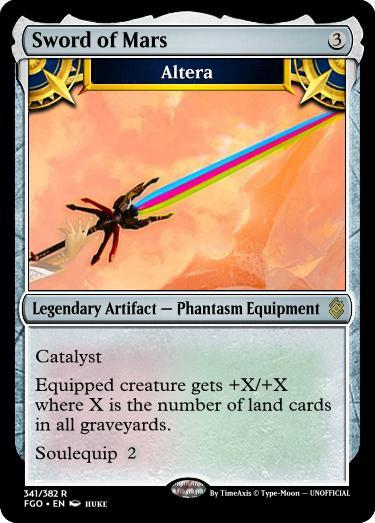 Sword of Mars 3
Altera
Legendary Artifact — Phantasm Equipment
Catalyst
Equipped creature gets +X/+X
where X is the number of land cards
in all graveyards.
Soulequip 2
341/382 R
FGO • EN HUKE
By TimeAxis © Type-Moon — UNOFFICIAL